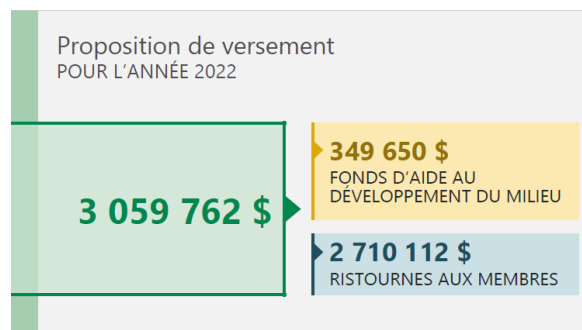 Proposition de versement
POUR L'ANNÉE 2022
3 059 762 $
349 650 $
FONDS D'AIDE AU
DÉVELOPPEMENT DU MILIEU
2 710 112 $
RISTOURNES AUX MEMBRES